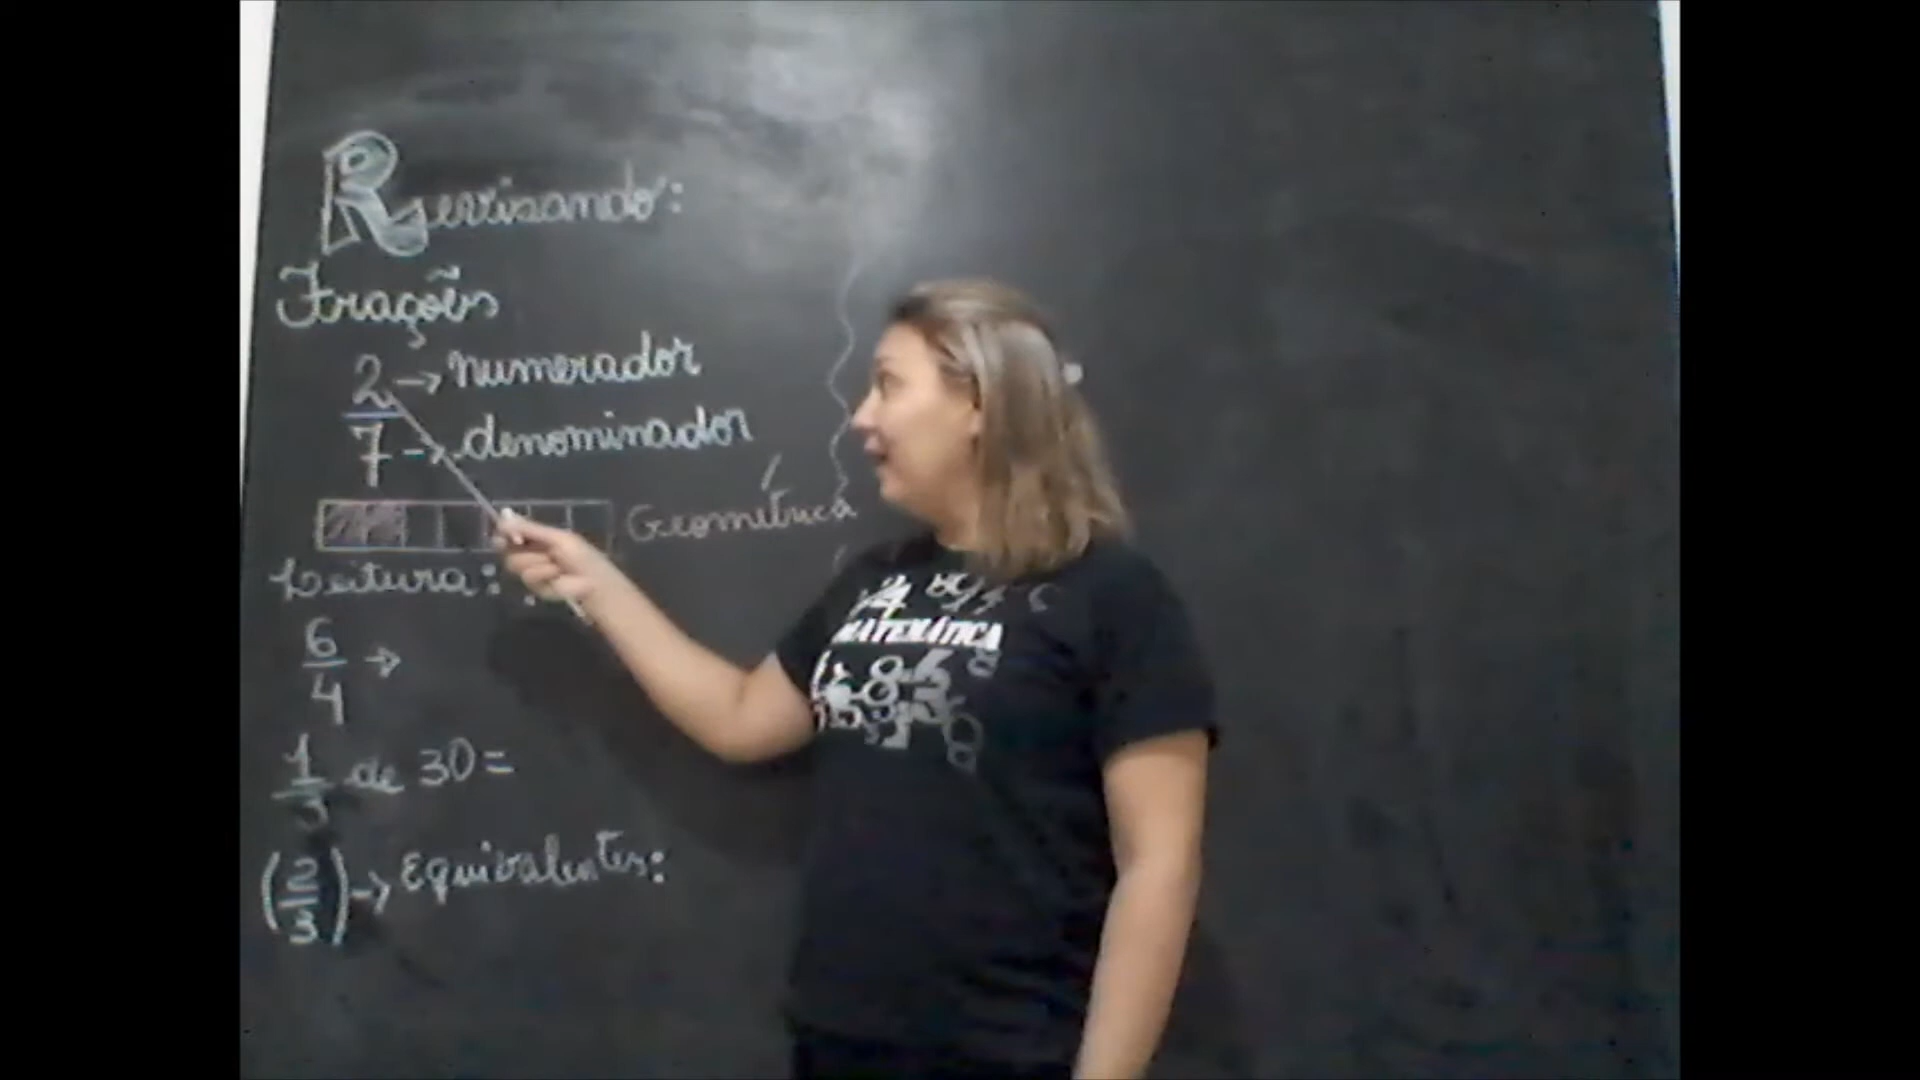 Revisando:
Frações
2 → numerador
7 → denominador
Geométrica
Leitura:
6/4 →
1/3 de 30 =
(2/3) → Equivalentes:
MATEMÁTICA